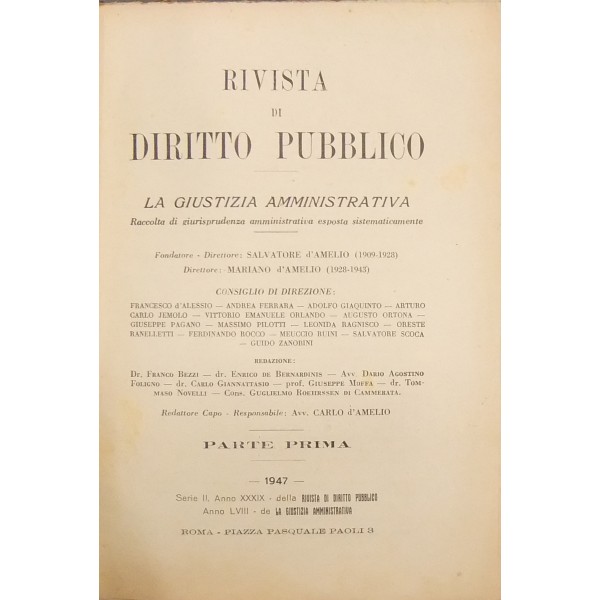 RIVISTA
DI
DIRITTO PUBBLICO
LA GIUSTIZIA AMMINISTRATIVA
Raccolta di giurisprudenza amministrativa esposta sistematicamente
Fondatore - Direttore: SALVATORE d'AMELIO (1909-1928)
Direttore: MARIANO d'AMELIO (1928-1943)
CONSIGLIO DI DIREZIONE:
FRANCESCO d'ALESSIO — ANDREA FERRARA — ADOLFO GIAQUINTO — ARTURO
CARLO JEMOLO — VITTORIO EMANUELE ORLANDO — AUGUSTO ORTONA —
GIUSEPPE PAGANO — MASSIMO PILOTTI — LEONIDA RAGNISCO — ORESTE
RANELLETTI — FERDINANDO ROCCO — MEUCCIO RUINI — SALVATORE SCOCA
— GUIDO ZANOBINI
REDAZIONE:
Dr. FRANCO BEZZI — dr. ENRICO DE BERNARDINIS — Avv. DARIO AGOSTINO
FOLIGNO — dr. CARLO GIANNATTASIO — prof. GIUSEPPE MOFFA — dr. TOM-
MASO NOVELLI — Cons. GUGLIELMO ROEHRSSEN DI CAMMERATA.
Redattore Capo - Responsabile: Avv. CARLO d'AMELIO
PARTE PRIMA
— 1947 —
Serie II, Anno XXXIX - della RIVISTA DI DIRITTO PUBBLICO
Anno LVIII - de LA GIUSTIZIA AMMINISTRATIVA
ROMA - PIAZZA PASQUALE PAOLI 3